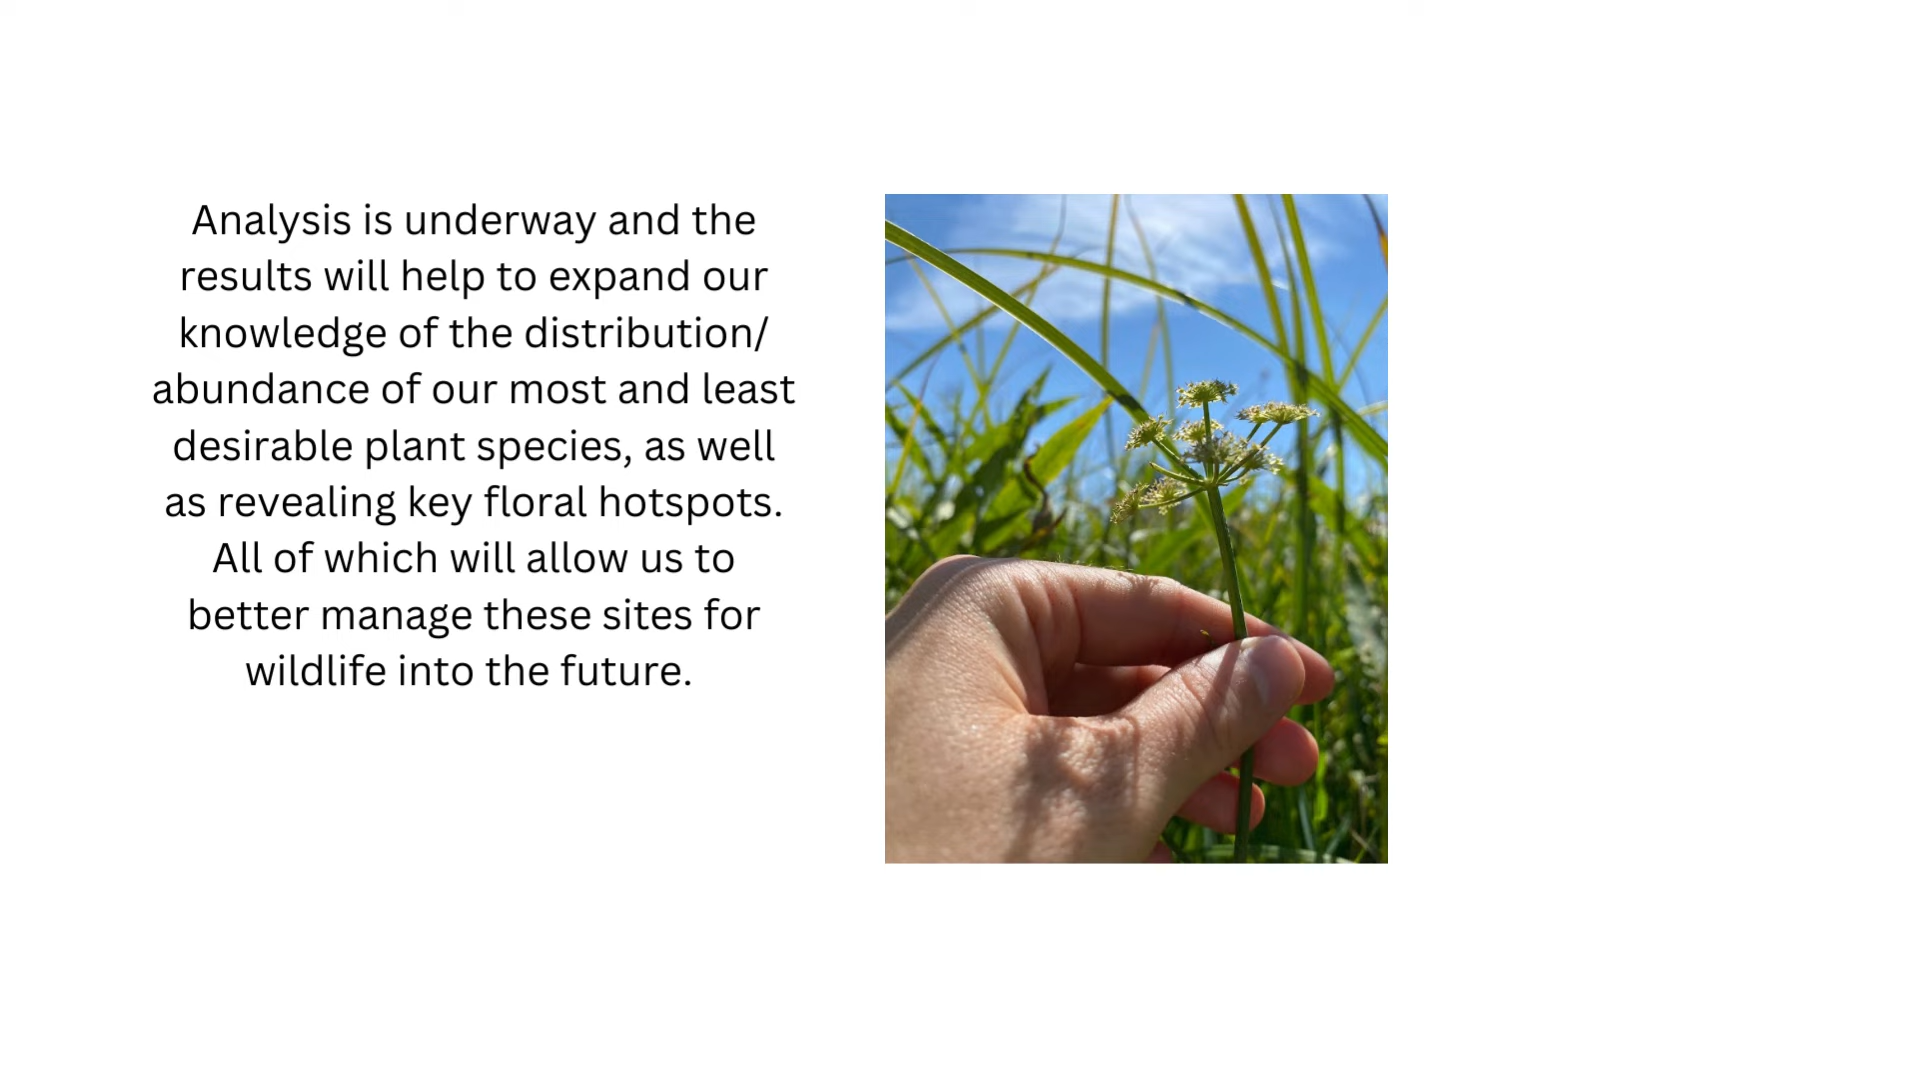 Analysis is underway and the
results will help to expand our
knowledge of the distribution/
abundance of our most and least
desirable plant species, as well
as revealing key floral hotspots.
All of which will allow us to
better manage these sites for
wildlife into the future.